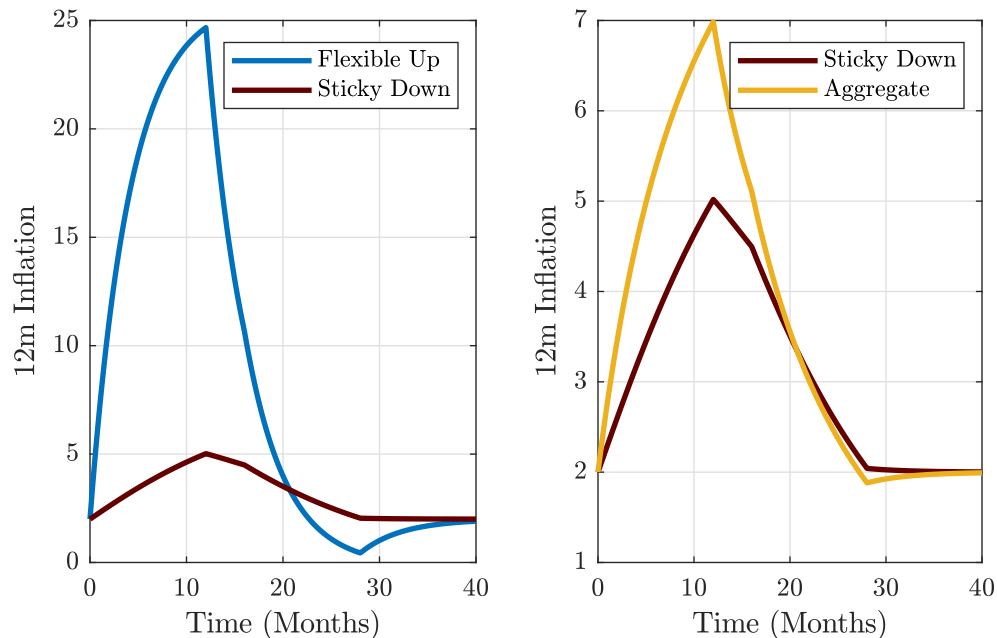 25
20
15
10
5
0
12m Inflation
0
10
20
30
40
Time (Months)
Flexible Up
Sticky Down
7
6
5
4
3
2
1
12m Inflation
0
10
20
30
40
Time (Months)
Sticky Down
Aggregate